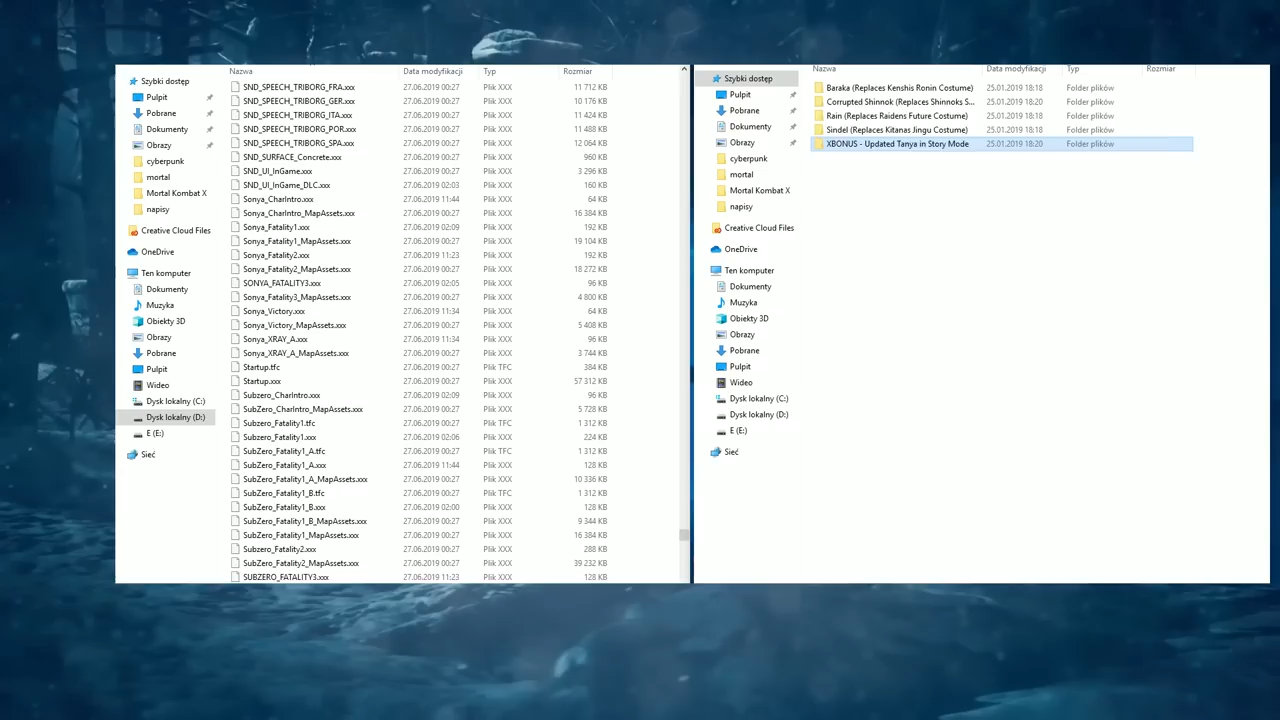 Nazwa Data modyfikacji Typ Rozmiar
Szybki dostęp
Pulpit
Pobrane
Dokumenty
Obrazy
cyberpunk
mortal
Mortal Kombat X
napisy
Creative Cloud Files
OneDrive
Ten komputer
Dokumenty
Muzyka
Obiekty 3D
Obrazy
Pobrane
Pulpit
Wideo
Dysk lokalny (C:)
Dysk lokalny (D:)
E (E:)
Sieć
SND_SPEECH_TRIBORG_FRA.xxx 27.06.2019 00:27 Plik XXX 11 712 KB
SND_SPEECH_TRIBORG_GER.xxx 27.06.2019 00:27 Plik XXX 10 176 KB
SND_SPEECH_TRIBORG_ITA.xxx 27.06.2019 00:27 Plik XXX 11 424 KB
SND_SPEECH_TRIBORG_POR.xxx 27.06.2019 00:27 Plik XXX 11 488 KB
SND_SPEECH_TRIBORG_SPA.xxx 27.06.2019 00:27 Plik XXX 12 064 KB
SND_SURFACE_Concrete.xxx 27.06.2019 00:27 Plik XXX 960 KB
SND_UI_InGame.xxx 27.06.2019 00:27 Plik XXX 3 296 KB
SND_UI_InGame_DLC.xxx 27.06.2019 02:03 Plik XXX 160 KB
Sonya_CharIntro.xxx 27.06.2019 11:44 Plik XXX 64 KB
Sonya_CharIntro_MapAssets.xxx 27.06.2019 00:27 Plik XXX 16 384 KB
Sonya_Fatality1.xxx 27.06.2019 02:09 Plik XXX 192 KB
Sonya_Fatality1_MapAssets.xxx 27.06.2019 00:27 Plik XXX 19 104 KB
Sonya_Fatality2.xxx 27.06.2019 11:23 Plik XXX 192 KB
Sonya_Fatality2_MapAssets.xxx 27.06.2019 00:27 Plik XXX 18 272 KB
SONYA_FATALITY3.xxx 27.06.2019 02:05 Plik XXX 96 KB
Sonya_Fatality3_MapAssets.xxx 27.06.2019 00:27 Plik XXX 4 800 KB
Sonya_Victory.xxx 27.06.2019 11:34 Plik XXX 64 KB
Sonya_Victory_MapAssets.xxx 27.06.2019 00:27 Plik XXX 5 408 KB
Sonya_XRAY_A.xxx 27.06.2019 11:34 Plik XXX 96 KB
Sonya_XRAY_A_MapAssets.xxx 27.06.2019 00:27 Plik XXX 3 744 KB
Startup.tfc 27.06.2019 00:27 Plik TFC 384 KB
Startup.xxx 27.06.2019 00:27 Plik XXX 57 312 KB
Subzero_CharIntro.xxx 27.06.2019 02:09 Plik XXX 96 KB
SubZero_CharIntro_MapAssets.xxx 27.06.2019 00:27 Plik XXX 5 728 KB
Subzero_Fatality1.tfc 27.06.2019 00:27 Plik TFC 1 312 KB
Subzero_Fatality1.xxx 27.06.2019 02:06 Plik XXX 224 KB
SubZero_Fatality1_A.tfc 27.06.2019 00:27 Plik TFC 1 312 KB
SubZero_Fatality1_A.xxx 27.06.2019 11:44 Plik XXX 128 KB
SubZero_Fatality1_A_MapAssets.xxx 27.06.2019 00:27 Plik XXX 10 336 KB
SubZero_Fatality1_B.tfc 27.06.2019 00:27 Plik TFC 1 312 KB
SubZero_Fatality1_B.xxx 27.06.2019 02:00 Plik XXX 128 KB
SubZero_Fatality1_B_MapAssets.xxx 27.06.2019 00:27 Plik XXX 9 344 KB
SubZero_Fatality1_MapAssets.xxx 27.06.2019 00:27 Plik XXX 16 384 KB
Subzero_Fatality2.xxx 27.06.2019 00:27 Plik XXX 288 KB
SubZero_Fatality2_MapAssets.xxx 27.06.2019 00:27 Plik XXX 39 232 KB
SUBZERO_FATALITY3.xxx 27.06.2019 11:23 Plik XXX 128 KB
Nazwa Data modyfikacji Typ Rozmiar
Szybki dostęp
Pulpit
Pobrane
Dokumenty
Obrazy
cyberpunk
mortal
Mortal Kombat X
napisy
Creative Cloud Files
OneDrive
Ten komputer
Dokumenty
Muzyka
Obiekty 3D
Obrazy
Pobrane
Pulpit
Wideo
Dysk lokalny (C:)
Dysk lokalny (D:)
E (E:)
Sieć
Baraka (Replaces Kenshis Ronin Costume) 25.01.2019 18:18 Folder plików
Corrupted Shinnok (Replaces Shinnoks S... 25.01.2019 18:20 Folder plików
Rain (Replaces Raidens Future Costume) 25.01.2019 18:18 Folder plików
Sindel (Replaces Kitanas Jingu Costume) 25.01.2019 18:18 Folder plików
XBONUS - Updated Tanya in Story Mode 25.01.2019 18:20 Folder plików